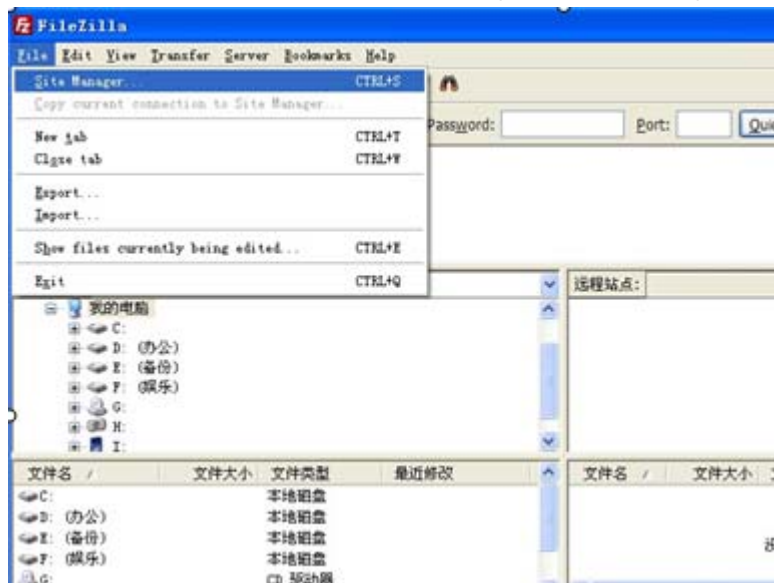 FileZilla
File Edit View Transfer Server Bookmarks Help
Site Manager... CTRL+S
Copy current connection to Site Manager...
Password: Port: Quic
New tab CTRL+T
Close tab CTRL+W
Export...
Import...
Show files currently being edited... CTRL+E
Exit CTRL+Q
远程站点:
我的电脑
C:
D: (办公)
E: (备份)
F: (娱乐)
G:
H:
I:
文件名 / 文件大小 文件类型 最近修改 文件名 / 文件大小
C: 本地磁盘
D: (办公) 本地磁盘
E: (备份) 本地磁盘
F: (娱乐) 本地磁盘
G: CD 驱动器